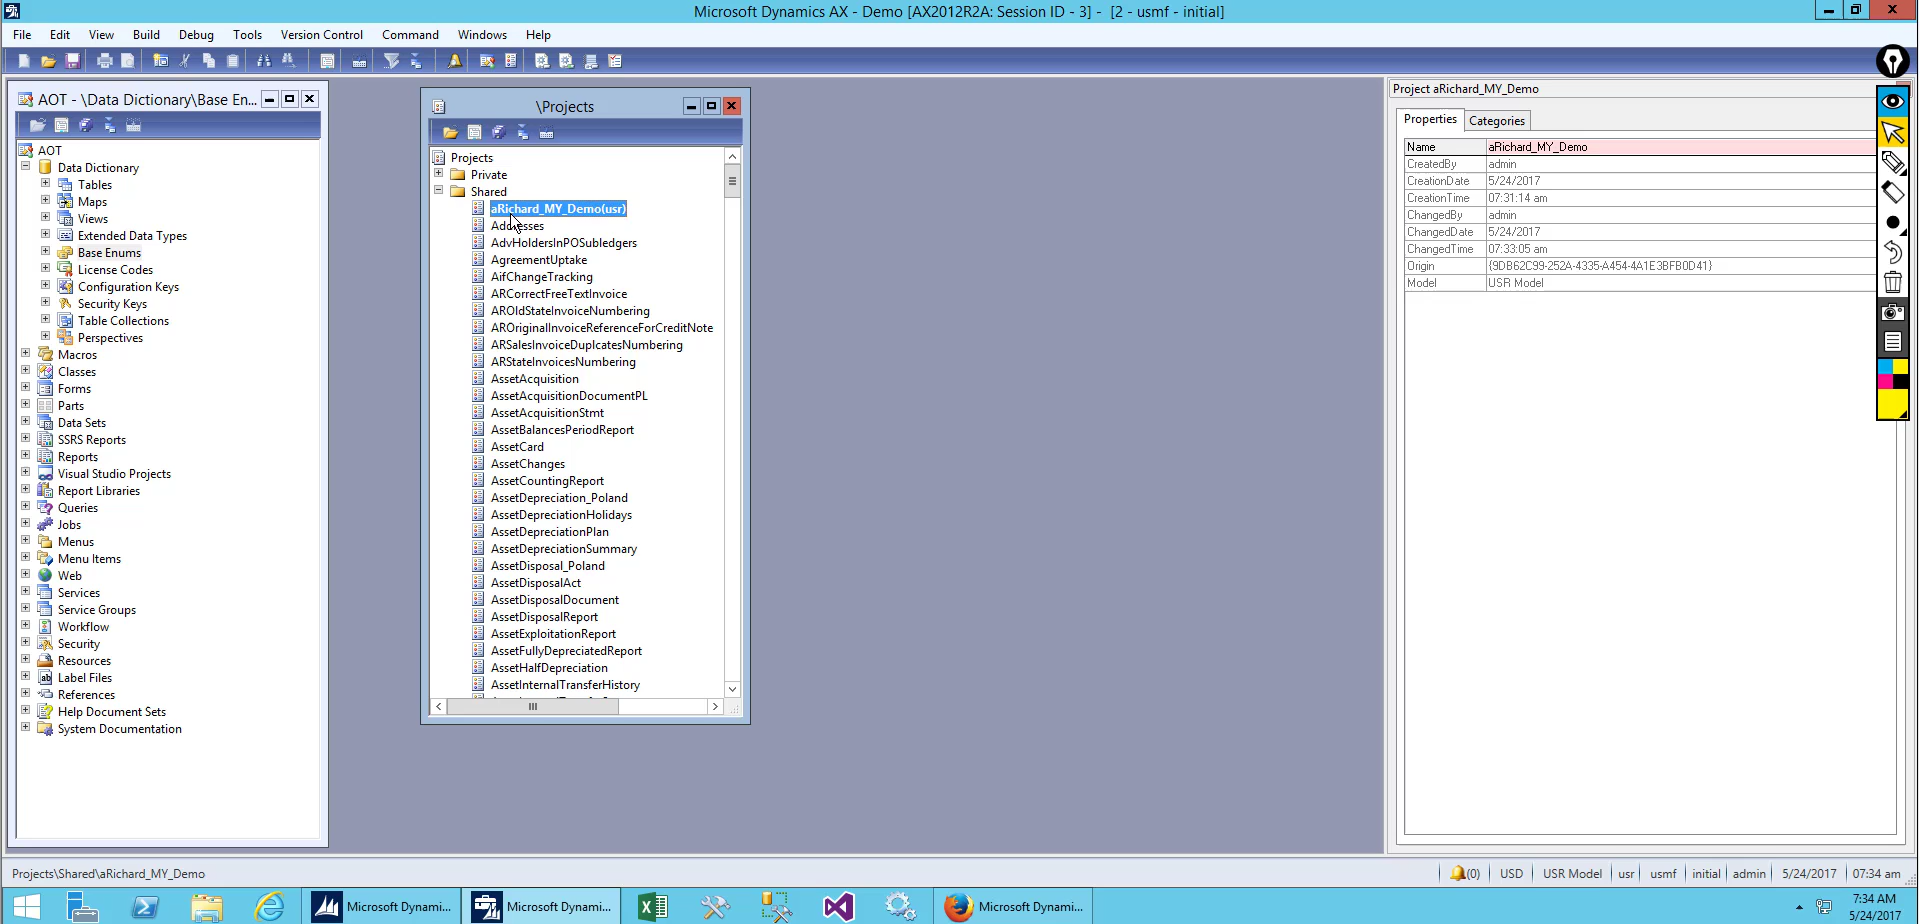 Microsoft Dynamics AX - Demo [AX2012R2A: Session ID - 3] - [2 - usmf - initial]
File Edit View Build Debug Tools Version Control Command Windows Help
AOT - \Data Dictionary\Base En...
AOT
Data Dictionary
Tables
Maps
Views
Extended Data Types
Base Enums
License Codes
Configuration Keys
Security Keys
Table Collections
Perspectives
Macros
Classes
Forms
Parts
Data Sets
SSRS Reports
Reports
Visual Studio Projects
Report Libraries
Queries
Jobs
Menus
Menu Items
Web
Services
Service Groups
Workflow
Security
Resources
Label Files
References
Help Document Sets
System Documentation
\Projects
Projects
Private
Shared
aRichard_MY_Demo(usr)
Addresses
AdvHoldersInPOSubledgers
AgreementUptake
AifChangeTracking
ARCorrectFreeTextInvoice
AROldStateInvoiceNumbering
AROriginalInvoiceReferenceForCreditNote
ARSalesInvoiceDuplcatesNumbering
ARStateInvoicesNumbering
AssetAcquisition
AssetAcquisitionDocumentPL
AssetAcquisitionStmt
AssetBalancesPeriodReport
AssetCard
AssetChanges
AssetCountingReport
AssetDepreciation_Poland
AssetDepreciationHolidays
AssetDepreciationPlan
AssetDepreciationSummary
AssetDisposal_Poland
AssetDisposalAct
AssetDisposalDocument
AssetDisposalReport
AssetExploitationReport
AssetFullyDepreciatedReport
AssetHalfDepreciation
AssetInternalTransferHistory
Project aRichard_MY_Demo
Properties Categories
Name aRichard_MY_Demo
CreatedBy admin
CreationDate 5/24/2017
CreationTime 07:31:14 am
ChangedBy admin
ChangedDate 5/24/2017
ChangedTime 07:33:05 am
Origin {9DB62C99-252A-4335-A454-4A1E3BFB0D41}
Model USR Model
Projects\Shared\aRichard_MY_Demo
(0) USD USR Model usr usmf initial admin 5/24/2017 07:34 am
Microsoft Dynami... Microsoft Dynami... Microsoft Dynami...
7:34 AM
5/24/2017